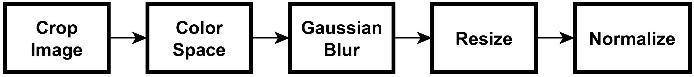 Crop
Image
Color
Space
Gaussian
Blur
Resize
Normalize